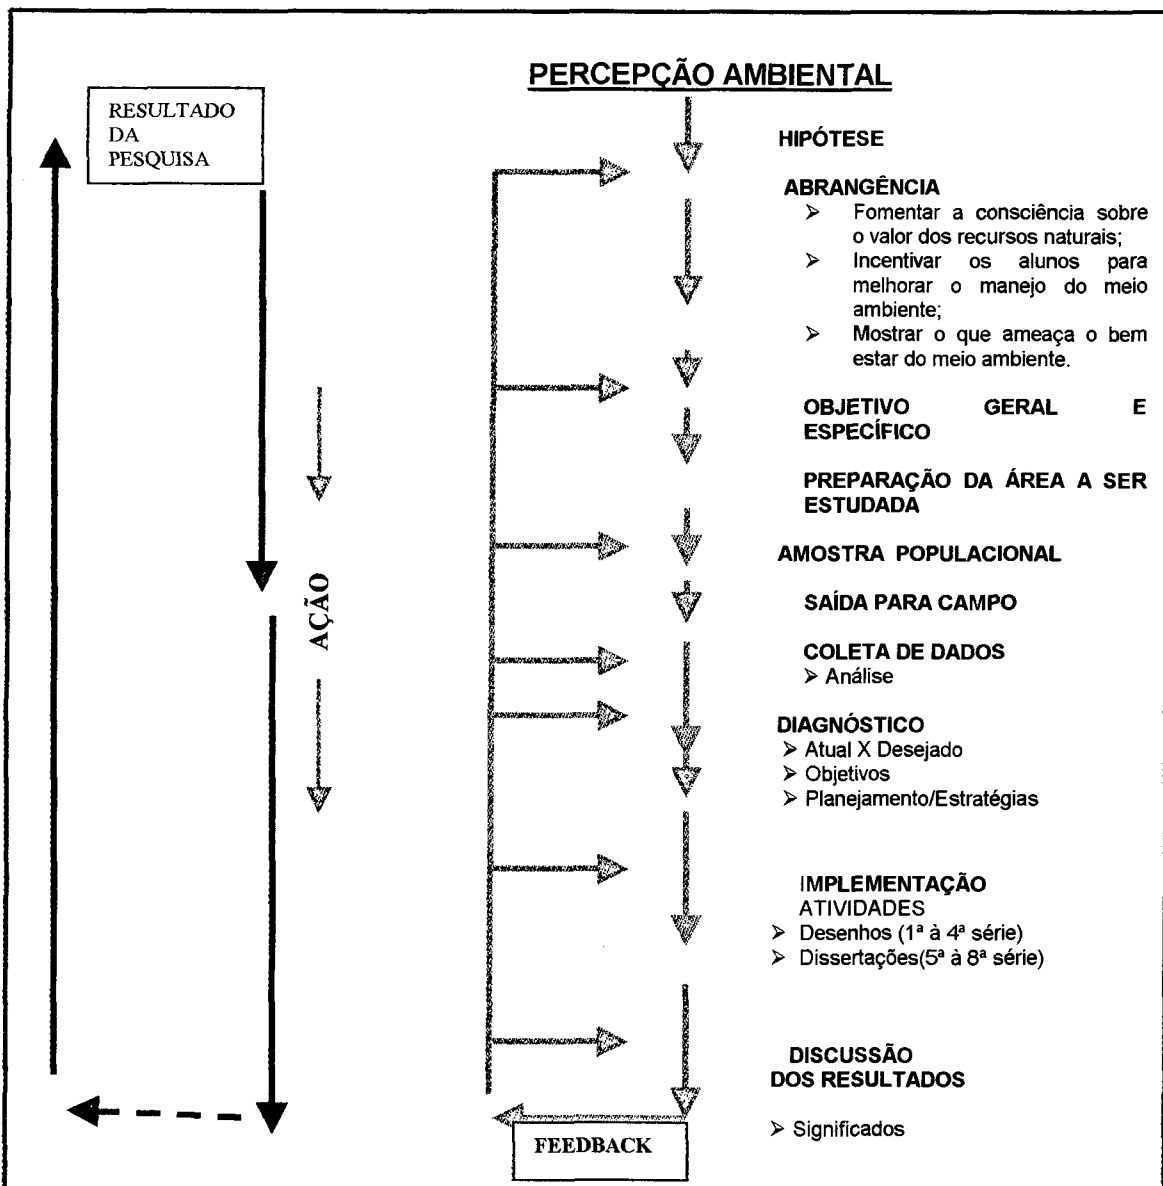 PERCEPÇÃO AMBIENTAL
RESULTADO
DA
PESQUISA
AÇÃO
HIPÓTESE
ABRANGÊNCIA
➢ Fomentar a consciência sobre
o valor dos recursos naturais;
➢ Incentivar os alunos para
melhorar o manejo do meio
ambiente;
➢ Mostrar o que ameaça o bem
estar do meio ambiente.
OBJETIVO GERAL E
ESPECÍFICO
PREPARAÇÃO DA ÁREA A SER
ESTUDADA
AMOSTRA POPULACIONAL
SAÍDA PARA CAMPO
COLETA DE DADOS
➢ Análise
DIAGNÓSTICO
➢ Atual X Desejado
➢ Objetivos
➢ Planejamento/Estratégias
IMPLEMENTAÇÃO
ATIVIDADES
➢ Desenhos (1ª à 4ª série)
➢ Dissertações(5ª à 8ª série)
DISCUSSÃO
DOS RESULTADOS
➢ Significados
FEEDBACK